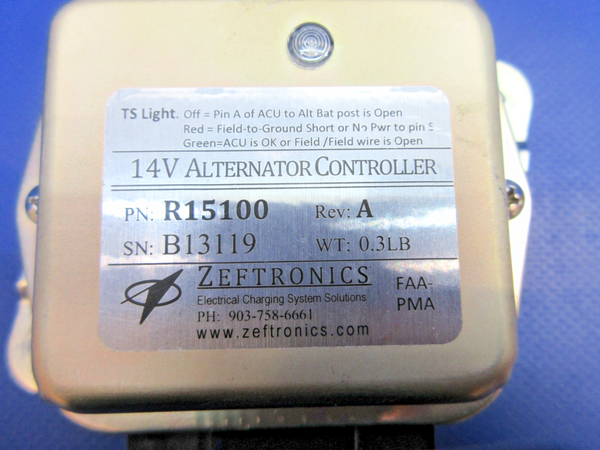 TS Light. Off = Pin A of ACU to Alt Bat post is Open
Red = Field-to-Ground Short or No Pwr to pin S
Green=ACU is OK or Field /Field wire is Open
14V ALTERNATOR CONTROLLER
PN: R15100 Rev: A
SN: B13119 WT: 0.3LB
ZEFTRONICS
Electrical Charging System Solutions
FAA-
PMA
PH: 903-758-6661
www.zeftronics.com